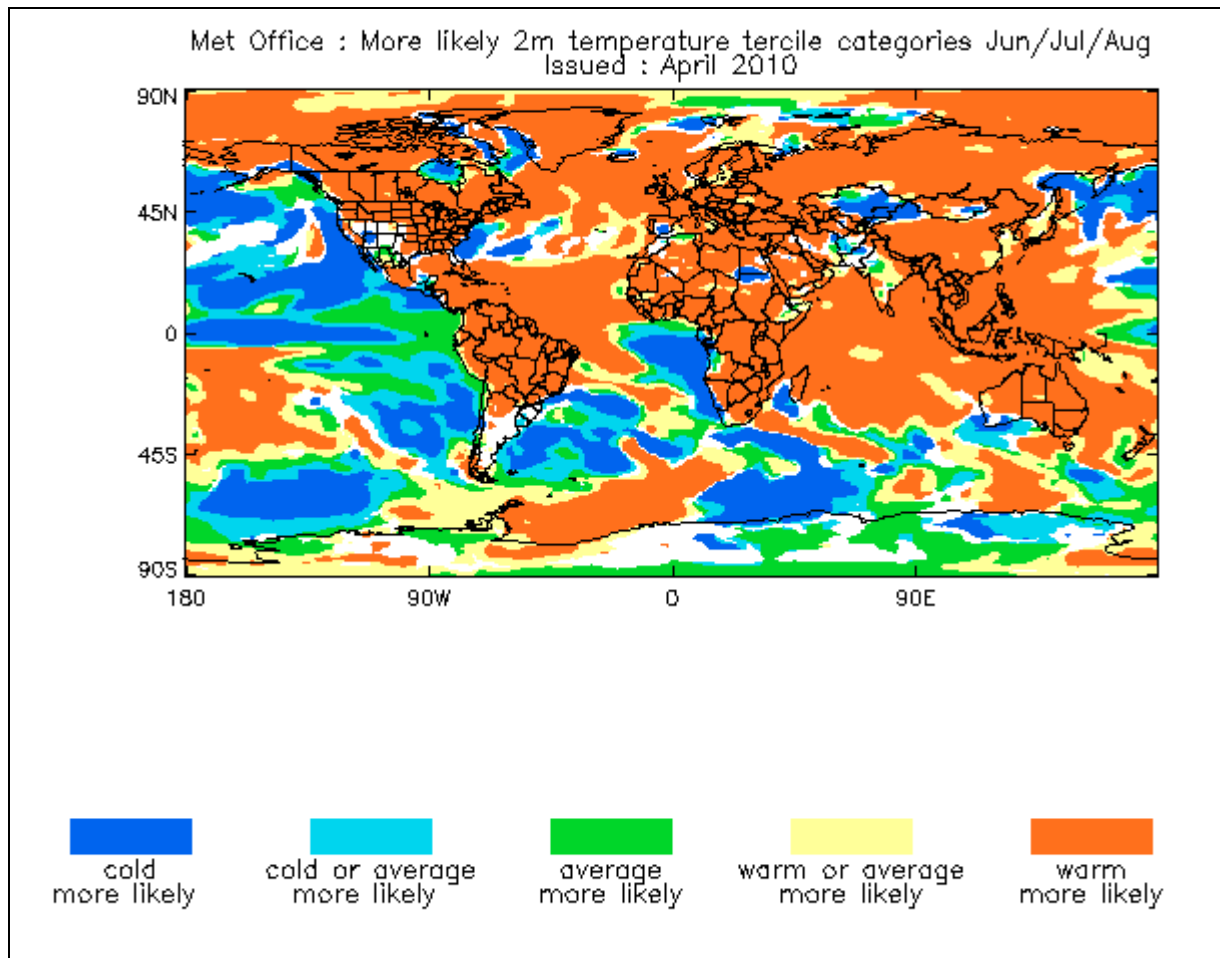 Met Office : More likely 2m temperature tercile categories Jun/Jul/Aug
Issued : April 2010
90N
45N
0
45S
90S
180 90W 0 90E
cold cold or average average warm or average warm
more likely more likely more likely more likely more likely